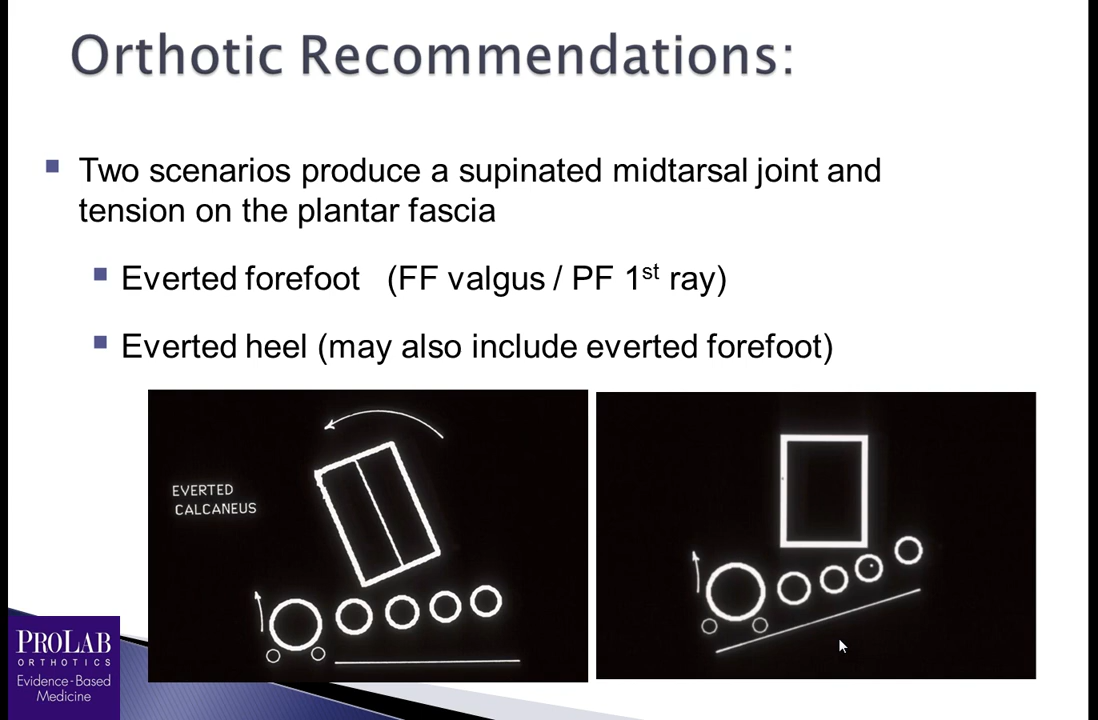 Orthotic Recommendations:
Two scenarios produce a supinated midtarsal joint and
tension on the plantar fascia
Everted forefoot (FF valgus / PF 1st ray)
Everted heel (may also include everted forefoot)
EVERTED
CALCANEUS
PROLAB
ORTHOTICS
Evidence-Based
Medicine